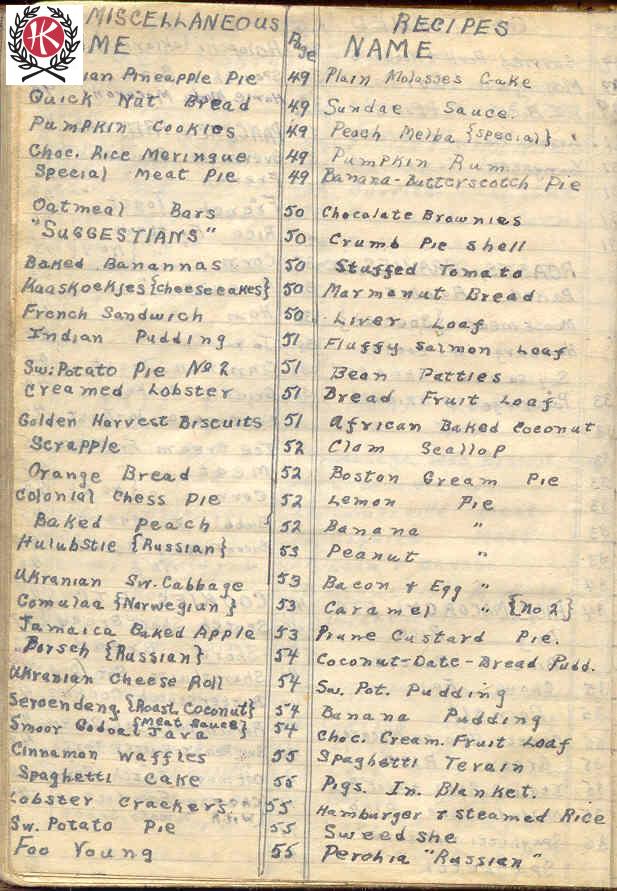 HK
MISCELLANEOUS RECIPES
ME Page NAME
ian Pineapple Pie 49 Plain Molasses Cake
Quick Nut Bread 49 Sundae Sauce.
Pumpkin Cookies 49 Peach Melba {Special}
Choc. Rice Meringue 49 Pumpkin Rum
Special Meat Pie 49 Banana-Butterscotch Pie
Oatmeal Bars 50 Chocolate Brownies
"SUGGESTIANS" 50 Crumb Pie Shell
Baked Banannas 50 Stuffed Tomato
Kaaskoekjes {Cheesecakes} 50 Marmanut Bread
French Sandwich 50 Liver Loaf
Indian Pudding 51 Fluffy Salmon Loaf
Sw: Potato Pie No 2 51 Bean Patties
Creamed Lobster 51 Bread Fruit Loaf
Golden Harvest Biscuits 51 African Baked Coconut
Scrapple 52 Clam Scallop
Orange Bread 52 Boston Cream Pie
Colonial Chess Pie 52 Lemon Pie
Baked Peach 52 Banana "
Hulubstie {Russian} 53 Peanut "
Ukranian Sw. Cabbage 53 Bacon & Egg "
Comulaa {Norwegian} 53 Caramel " {No 2}
Jamaica Baked Apple 53 Prune Custard Pie.
Borsch {Russian} 54 Coconut-Date-Bread Pudd.
Ukranian Cheese Roll 54 Sw. Pot. Pudding
Seroendeng {Roast. Coconut} 54 Banana Pudding
Smoor Java {Meat Sauce} 54 Choc. Cream. Fruit Loaf
Cinnamon Waffles 55 Spaghetti Terain
Spaghetti Cake 55 Pigs. In. Blanket.
Lobster Crackers 55 Hamburger & Steamed Rice
Sw. Potato Pie 55 Sweedshe
Foo Young 55 Perohia "Russian"